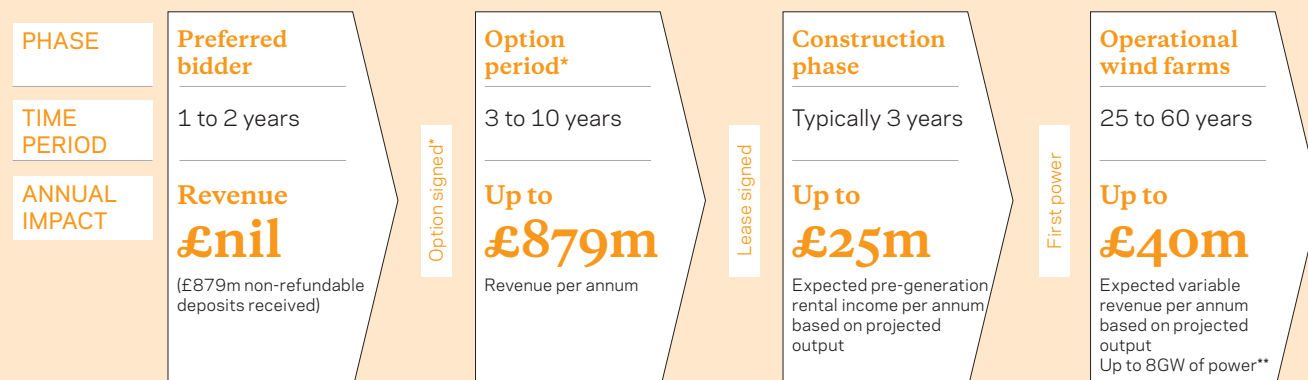 PHASE
Preferred
bidder
Option
period*
Construction
phase
Operational
wind farms
TIME
PERIOD
1 to 2 years
3 to 10 years
Typically 3 years
25 to 60 years
ANNUAL
IMPACT
Revenue
£nil
(£879m non-refundable
deposits received)
Option signed*
Up to
£879m
Revenue per annum
Lease signed
Up to
£25m
Expected pre-generation
rental income per annum
based on projected
output
First power
Up to
£40m
Expected variable
revenue per annum
based on projected
output
Up to 8GW of power**